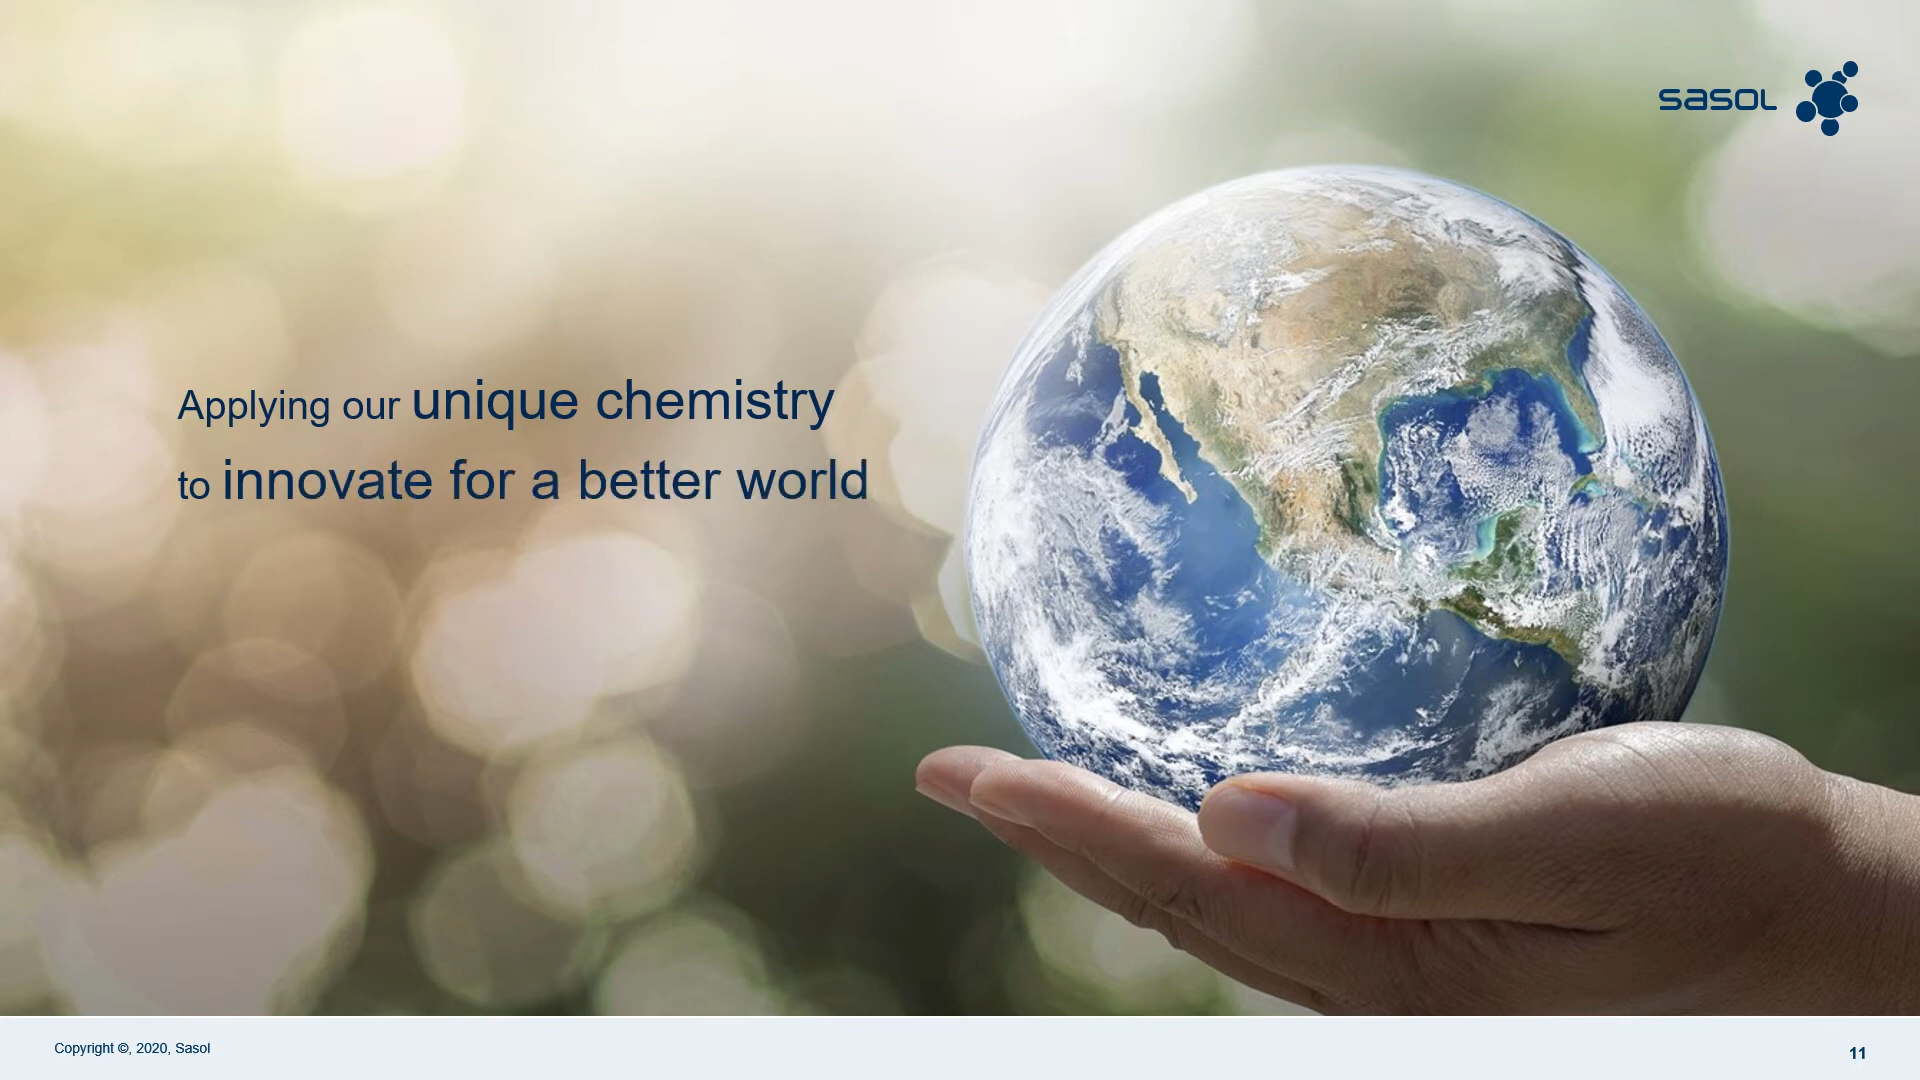 sasol
Applying our unique chemistry
to innovate for a better world
Copyright ©, 2020, Sasol
11